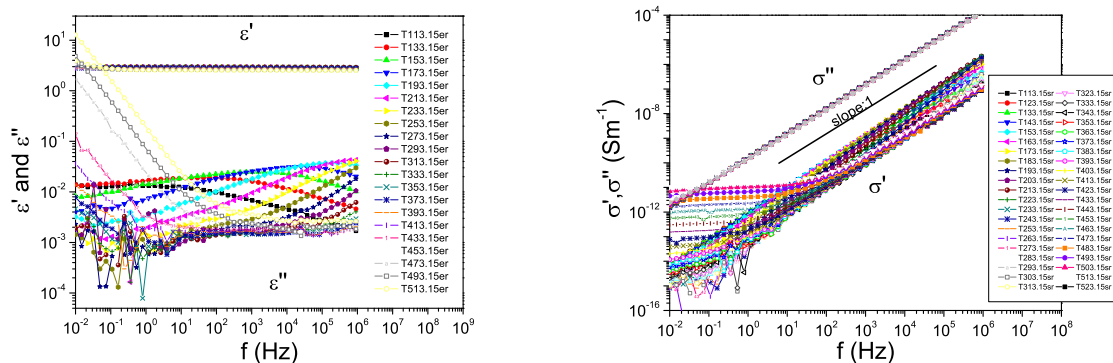 ε'
10¹
10⁰
10⁻¹
10⁻²
10⁻³
10⁻⁴
ε' and ε''
ε''
10⁻² 10⁻¹ 10⁰ 10¹ 10² 10³ 10⁴ 10⁵ 10⁶ 10⁷ 10⁸ 10⁹
f (Hz)
T113.15er
T133.15er
T153.15er
T173.15er
T193.15er
T213.15er
T233.15er
T253.15er
T273.15er
T293.15er
T313.15er
T333.15er
T353.15er
T373.15er
T393.15er
T413.15er
T433.15er
T453.15er
T473.15er
T493.15er
T513.15er
10⁻⁴
10⁻⁸
10⁻¹²
10⁻¹⁶
σ',σ'' (Sm⁻¹)
σ''
slope:1
σ'
10⁻² 10⁻¹ 10⁰ 10¹ 10² 10³ 10⁴ 10⁵ 10⁶ 10⁷ 10⁸
f (Hz)
T113.15sr T323.15sr
T123.15sr T333.15sr
T133.15sr T343.15sr
T143.15sr T353.15sr
T153.15sr T363.15sr
T163.15sr T373.15sr
T173.15sr T383.15sr
T183.15sr T393.15sr
T193.15sr T403.15sr
T203.15sr T413.15sr
T213.15sr T423.15sr
T223.15sr T443.15sr
T233.15sr T443.16sr
T243.15sr T453.15sr
T253.15sr T463.15sr
T263.15sr T473.15sr
T273.15sr T483.15sr
T283.15sr T493.15sr
T293.15sr T503.15sr
T303.15sr T513.15sr
T313.15sr T523.15sr